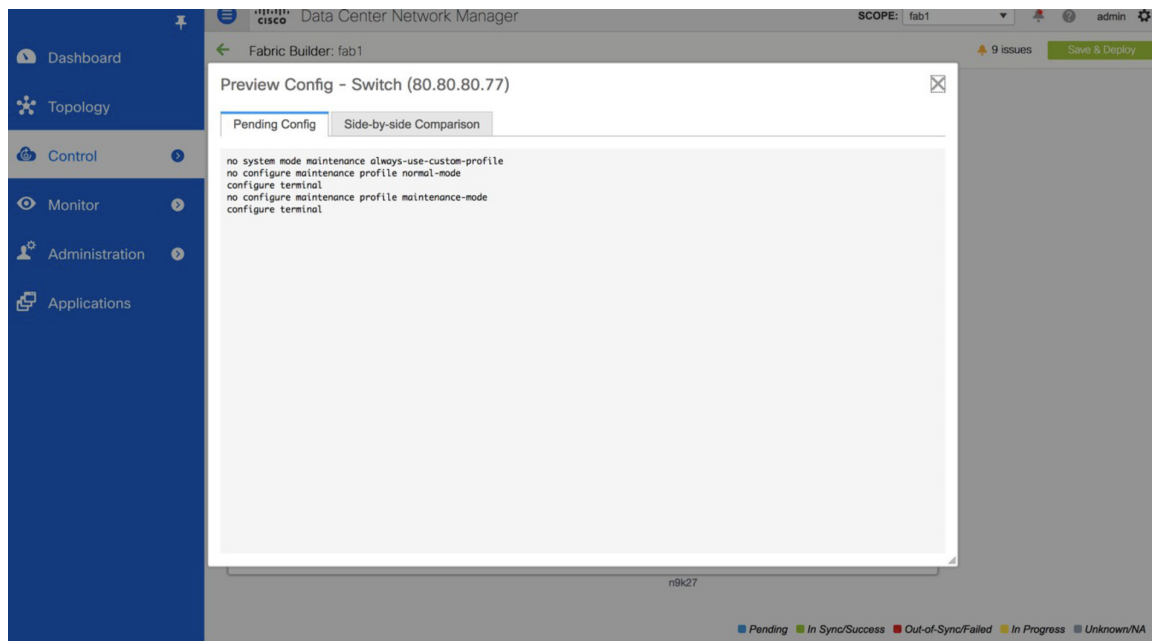 CISCO Data Center Network Manager
SCOPE: fab1
admin
Dashboard
Topology
Control
Monitor
Administration
Applications
Fabric Builder: fab1
9 issues
Save & Deploy
Preview Config - Switch (80.80.80.77)
Pending Config
Side-by-side Comparison
no system mode maintenance always-use-custom-profile
no configure maintenance profile normal-mode
configure terminal
no configure maintenance profile maintenance-mode
configure terminal
n9k27
Pending In Sync/Success Out-of-Sync/Failed In Progress Unknown/NA